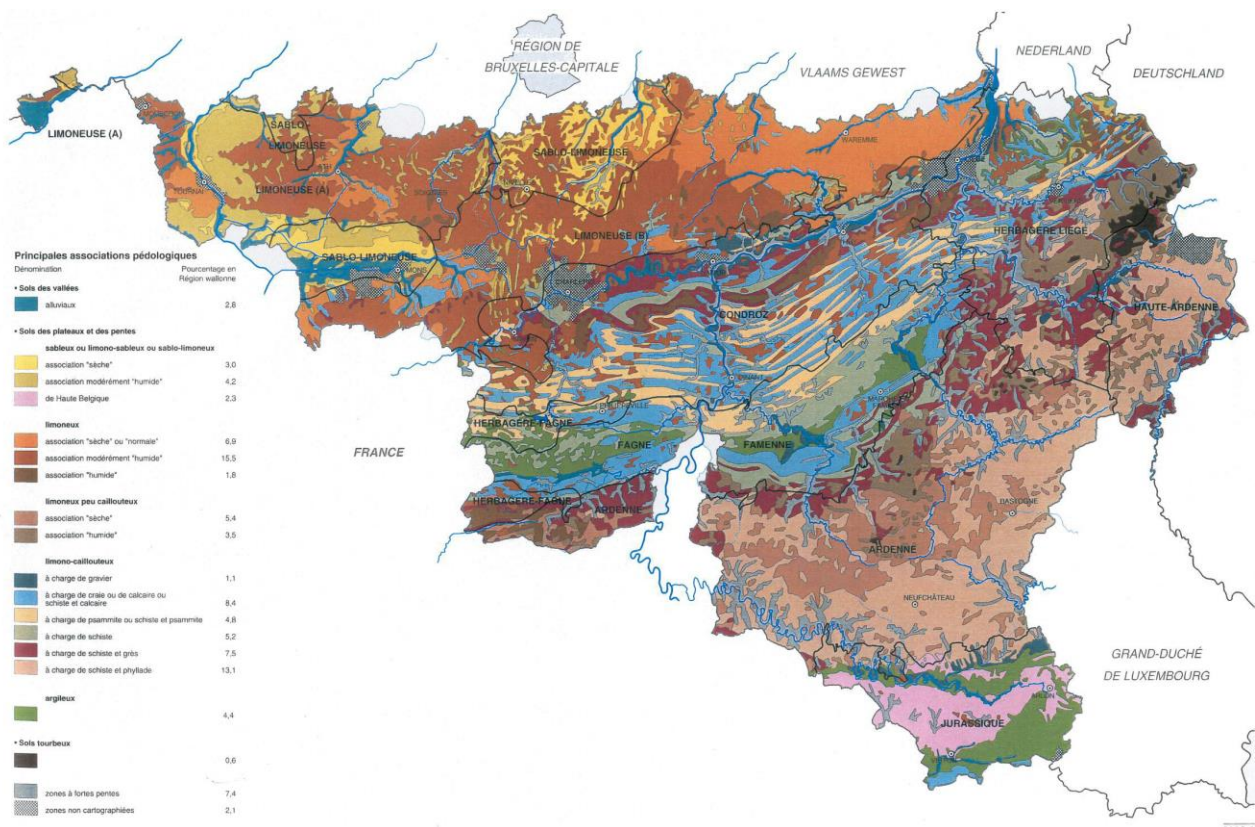 RÉGION DE
BRUXELLES-CAPITALE
VLAAMS GEWEST
NEDERLAND
DEUTSCHLAND
LIMONEUSE (A)
SABLO-
LIMONEUSE
SABLO-LIMONEUSE
WAREMME
TOURNAI
ATH
LIMONEUSE (A)
LIMONEUSE (B)
HERBAGÈRE LIÈGE
SABLO-LIMONEUSE
MONS
HAUTE-ARDENNE
CONDROZ
DINANT
HERBAGÈRE-FAGNE
FAGNE
FAMENNE
FRANCE
HERBAGÈRE-FAGNE
ARDENNE
BASTOGNE
ARDENNE
NEUFCHÂTEAU
GRAND-DUCHÉ
DE LUXEMBOURG
ARLON
JURASSIQUE
Principales associations pédologiques
Dénomination
Pourcentage en
Région wallonne
• Sols des vallées
alluviaux 2,8
• Sols des plateaux et des pentes
sableux ou limono-sableux ou sablo-limoneux
association "sèche" 3,0
association modérément "humide" 4,2
de Haute Belgique 2,3
limoneux
association "sèche" ou "normale" 6,9
association modérément "humide" 15,5
association "humide" 1,8
limoneux peu caillouteux
association "sèche" 5,4
association "humide" 3,5
limono-caillouteux
à charge de gravier 1,1
à charge de craie ou de calcaire ou
schiste et calcaire 8,4
à charge de psammite ou schiste et psammite 4,8
à charge de schiste 5,2
à charge de schiste et grès 7,5
à charge de schiste et phyllade 13,1
argileux
4,4
• Sols tourbeux
0,6
zones à fortes pentes 7,4
zones non cartographiées 2,1